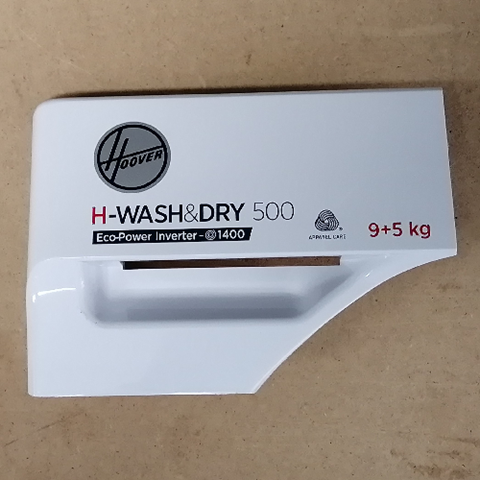 HOOVER
H-WASH&DRY 500
Eco-Power Inverter - 1400
APPAREL CARE
9+5 kg